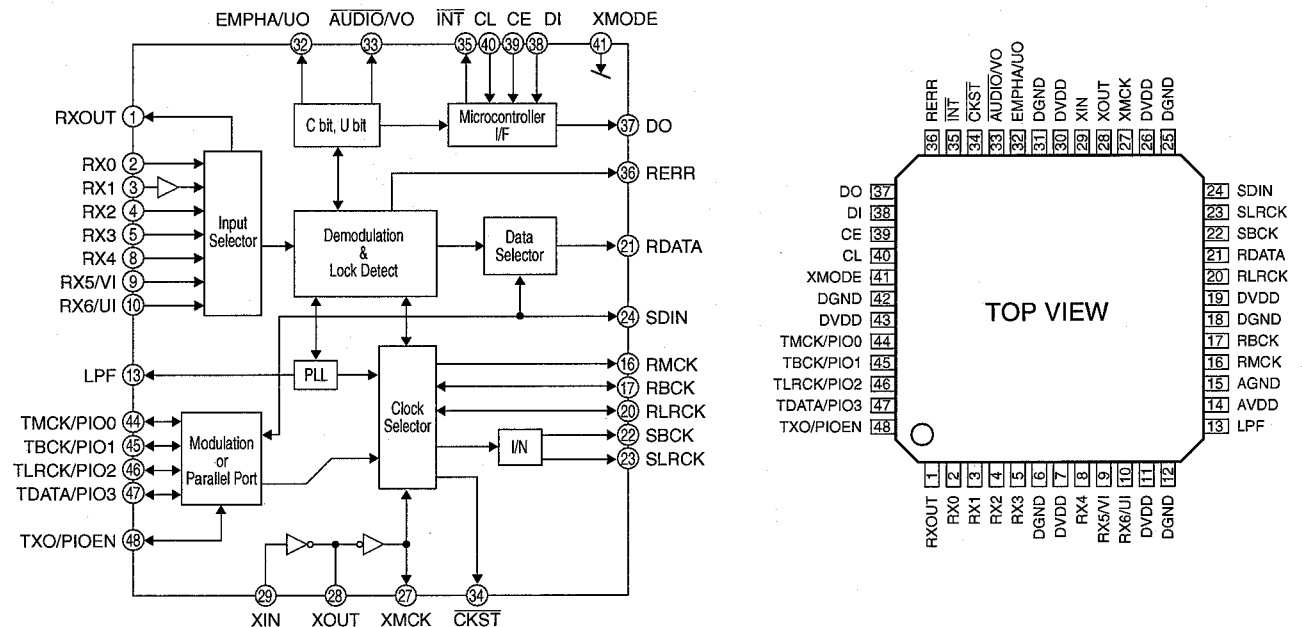 EMPHA/UO A̅U̅D̅I̅O̅/VO I̅N̅T̅ CL CE DI XMODE
32 33 35 40 39 38 41
RXOUT 1
C bit, U bit
Microcontroller
I/F
37 DO
RX0 2
RX1 3
RX2 4
RX3 5
RX4 8
RX5/VI 9
RX6/UI 10
Input
Selector
36 RERR
Demodulation
&
Lock Detect
Data
Selector
21 RDATA
24 SDIN
LPF 13
PLL
Clock
Selector
16 RMCK
17 RBCK
20 RLRCK
I/N
22 SBCK
23 SLRCK
TMCK/PIO0 44
TBCK/PIO1 45
TLRCK/PIO2 46
TDATA/PIO3 47
Modulation
or
Parallel Port
TXO/PIOEN 48
29 28 27 34
XIN XOUT XMCK C̅K̅S̅T̅
RERR I̅N̅T̅ C̅K̅S̅T̅ A̅U̅D̅I̅O̅/VO EMPHA/UO DGND DVDD XIN XOUT XMCK DVDD DGND
36 35 34 33 32 31 30 29 28 27 26 25
DO 37
DI 38
CE 39
CL 40
XMODE 41
DGND 42
DVDD 43
TMCK/PIO0 44
TBCK/PIO1 45
TLRCK/PIO2 46
TDATA/PIO3 47
TXO/PIOEN 48
TOP VIEW
24 SDIN
23 SLRCK
22 SBCK
21 RDATA
20 RLRCK
19 DVDD
18 DGND
17 RBCK
16 RMCK
15 AGND
14 AVDD
13 LPF
1 2 3 4 5 6 7 8 9 10 11 12
RXOUT RX0 RX1 RX2 RX3 DGND DVDD RX4 RX5/VI RX6/UI DVDD DGND